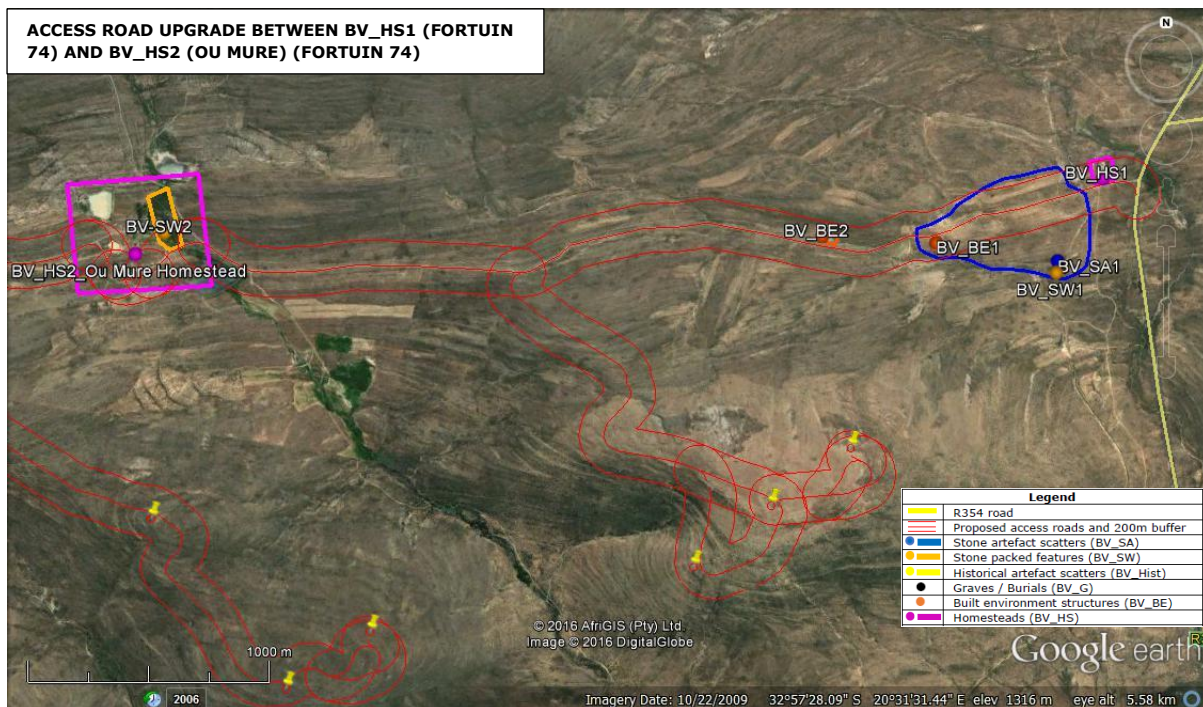 ACCESS ROAD UPGRADE BETWEEN BV_HS1 (FORTUIN
74) AND BV_HS2 (OU MURE) (FORTUIN 74)
N
BV_HS1
BV-SW2
BV_BE2
BV_BE1
BV_HS2_Ou Mure Homestead
BV_SA1
BV_SW1
Legend
R354 road
Proposed access roads and 200m buffer
Stone artefact scatters (BV_SA)
Stone packed features (BV_SW)
Historical artefact scatters (BV_Hist)
Graves / Burials (BV_G)
Built environment structures (BV_BE)
Homesteads (BV_HS)
© 2016 AfriGIS (Pty) Ltd.
Image © 2016 DigitalGlobe
Google earth
R
1000 m
2006
Imagery Date: 10/22/2009 32°57'28.09" S 20°31'31.44" E elev 1316 m eye alt 5.58 km